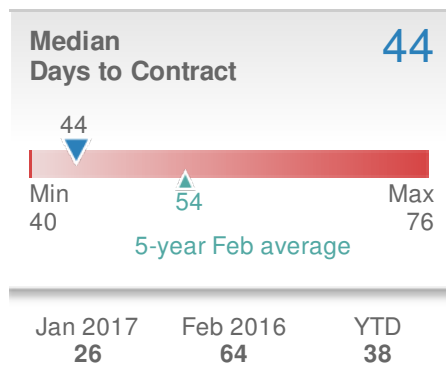 Median
Days to Contract
44
44
Min
40
54
Max
76
5-year Feb average
Jan 2017
26
Feb 2016
64
YTD
38